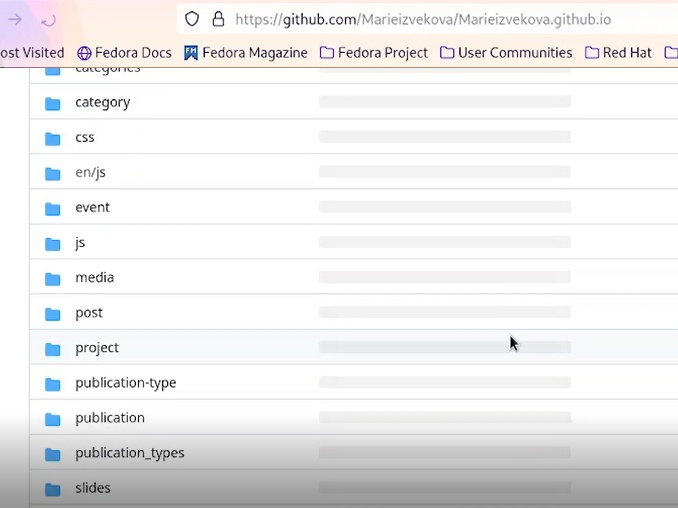 https://github.com/Marieizvekova/Marieizvekova.github.io
ost Visited Fedora Docs Fedora Magazine Fedora Project User Communities Red Hat
categories
category
css
en/js
event
js
media
post
project
publication-type
publication
publication_types
slides